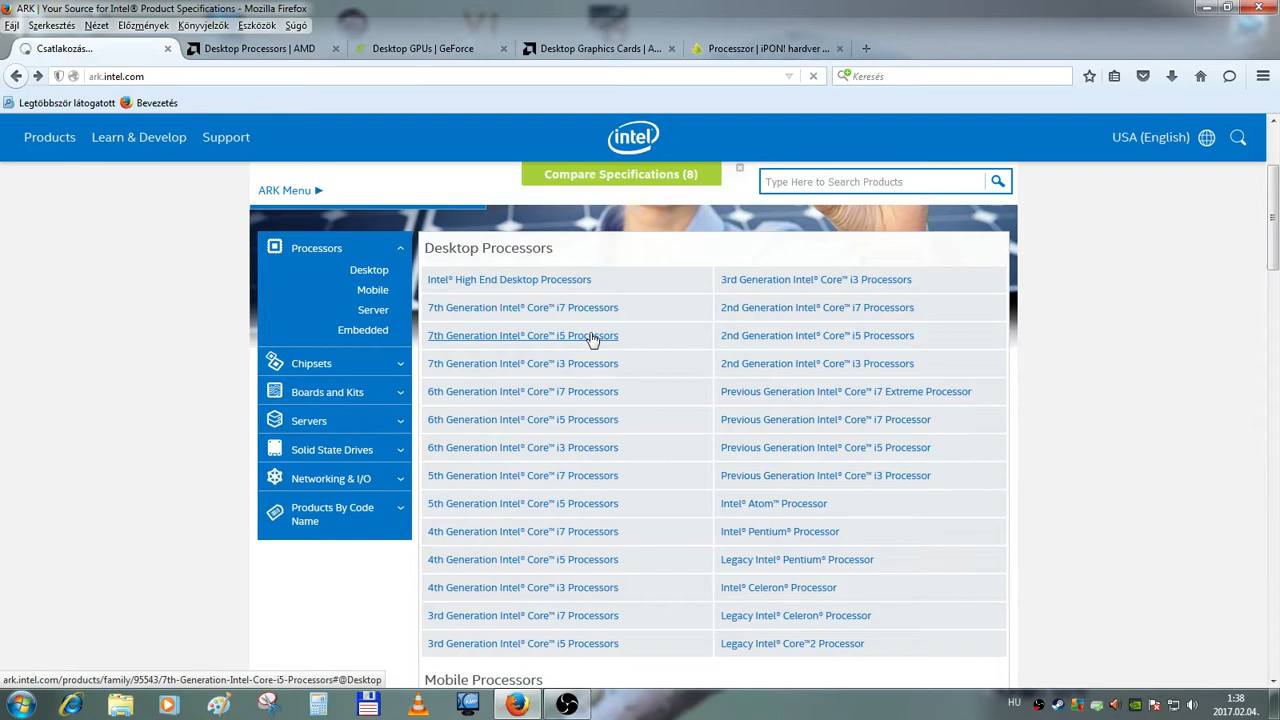 ARK | Your Source for Intel® Product Specifications - Mozilla Firefox
Fájl Szerkesztés Nézet Előzmények Könyvjelzők Eszközök Súgó
Csatlakozás...
Desktop Processors | AMD
Desktop GPUs | GeForce
Desktop Graphics Cards | A...
Processzor | iPON! hardver ...
ark.intel.com
Keresés
Legtöbbször látogatott Bevezetés
Products Learn & Develop Support
intel
USA (English)
Compare Specifications (8)
ARK Menu ▶
Type Here to Search Products
Processors
Desktop
Mobile
Server
Embedded
Chipsets
Boards and Kits
Servers
Solid State Drives
Networking & I/O
Products By Code
Name
Desktop Processors
Intel® High End Desktop Processors
7th Generation Intel® Core™ i7 Processors
7th Generation Intel® Core™ i5 Processors
7th Generation Intel® Core™ i3 Processors
6th Generation Intel® Core™ i7 Processors
6th Generation Intel® Core™ i5 Processors
6th Generation Intel® Core™ i3 Processors
5th Generation Intel® Core™ i7 Processors
5th Generation Intel® Core™ i5 Processors
4th Generation Intel® Core™ i7 Processors
4th Generation Intel® Core™ i5 Processors
4th Generation Intel® Core™ i3 Processors
3rd Generation Intel® Core™ i7 Processors
3rd Generation Intel® Core™ i5 Processors
3rd Generation Intel® Core™ i3 Processors
2nd Generation Intel® Core™ i7 Processors
2nd Generation Intel® Core™ i5 Processors
2nd Generation Intel® Core™ i3 Processors
Previous Generation Intel® Core™ i7 Extreme Processor
Previous Generation Intel® Core™ i7 Processor
Previous Generation Intel® Core™ i5 Processor
Previous Generation Intel® Core™ i3 Processor
Intel® Atom™ Processor
Intel® Pentium® Processor
Legacy Intel® Pentium® Processor
Intel® Celeron® Processor
Legacy Intel® Celeron® Processor
Legacy Intel® Core™2 Processor
Mobile Processors
ark.intel.com/products/family/95543/7th-Generation-Intel-Core-i5-Processors#@Desktop
HU
1:38
2017.02.04.